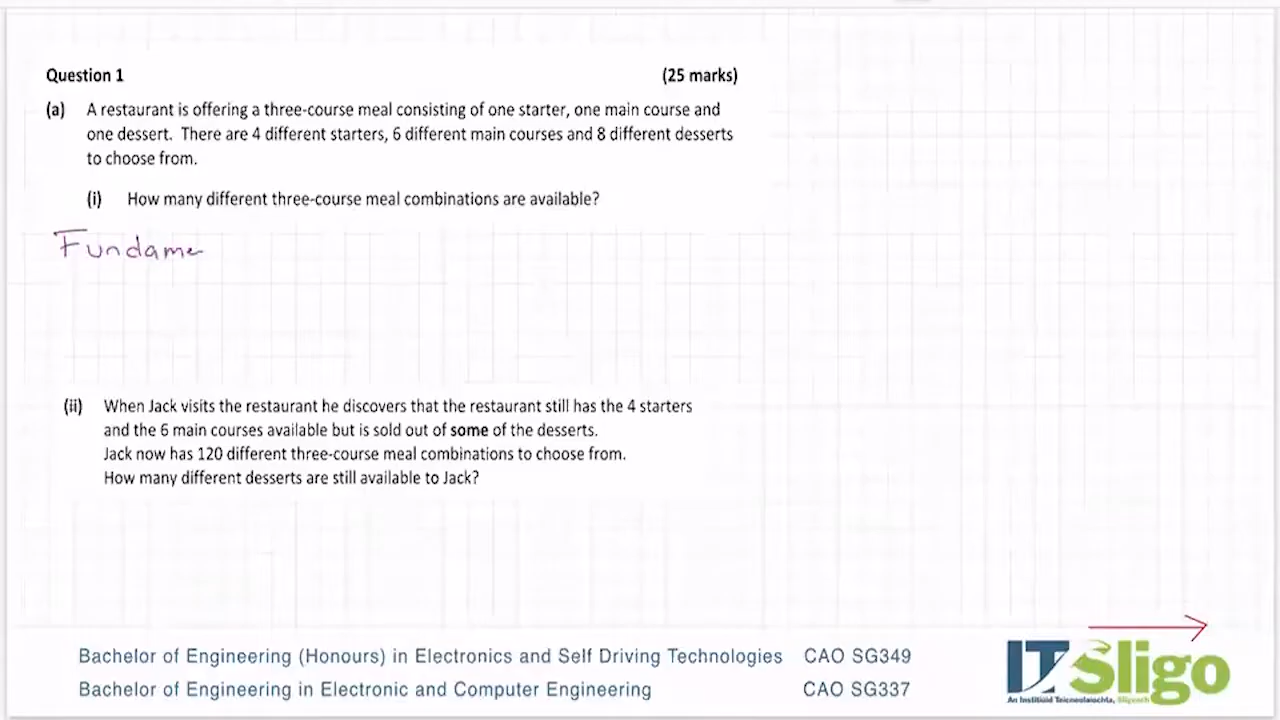 Question 1 (25 marks)
(a) A restaurant is offering a three-course meal consisting of one starter, one main course and
one dessert. There are 4 different starters, 6 different main courses and 8 different desserts
to choose from.
(i) How many different three-course meal combinations are available?
Fundame
(ii) When Jack visits the restaurant he discovers that the restaurant still has the 4 starters
and the 6 main courses available but is sold out of some of the desserts.
Jack now has 120 different three-course meal combinations to choose from.
How many different desserts are still available to Jack?
Bachelor of Engineering (Honours) in Electronics and Self Driving Technologies CAO SG349
Bachelor of Engineering in Electronic and Computer Engineering CAO SG337
IT Sligo
An Institiúid Teicneolaíochta, Sligeach